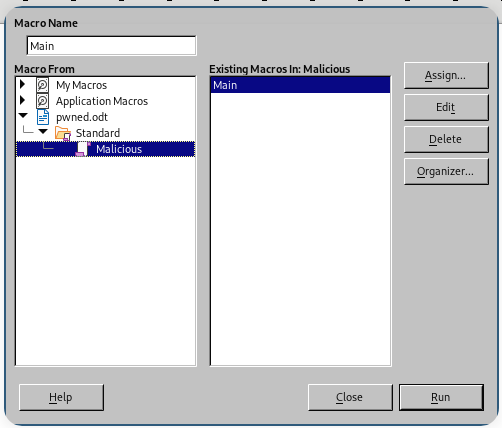 Macro Name
Main
Macro From
Existing Macros In: Malicious
My Macros
Application Macros
pwned.odt
Standard
Malicious
Main
Assign...
Edit
Delete
Organizer...
Help
Close
Run